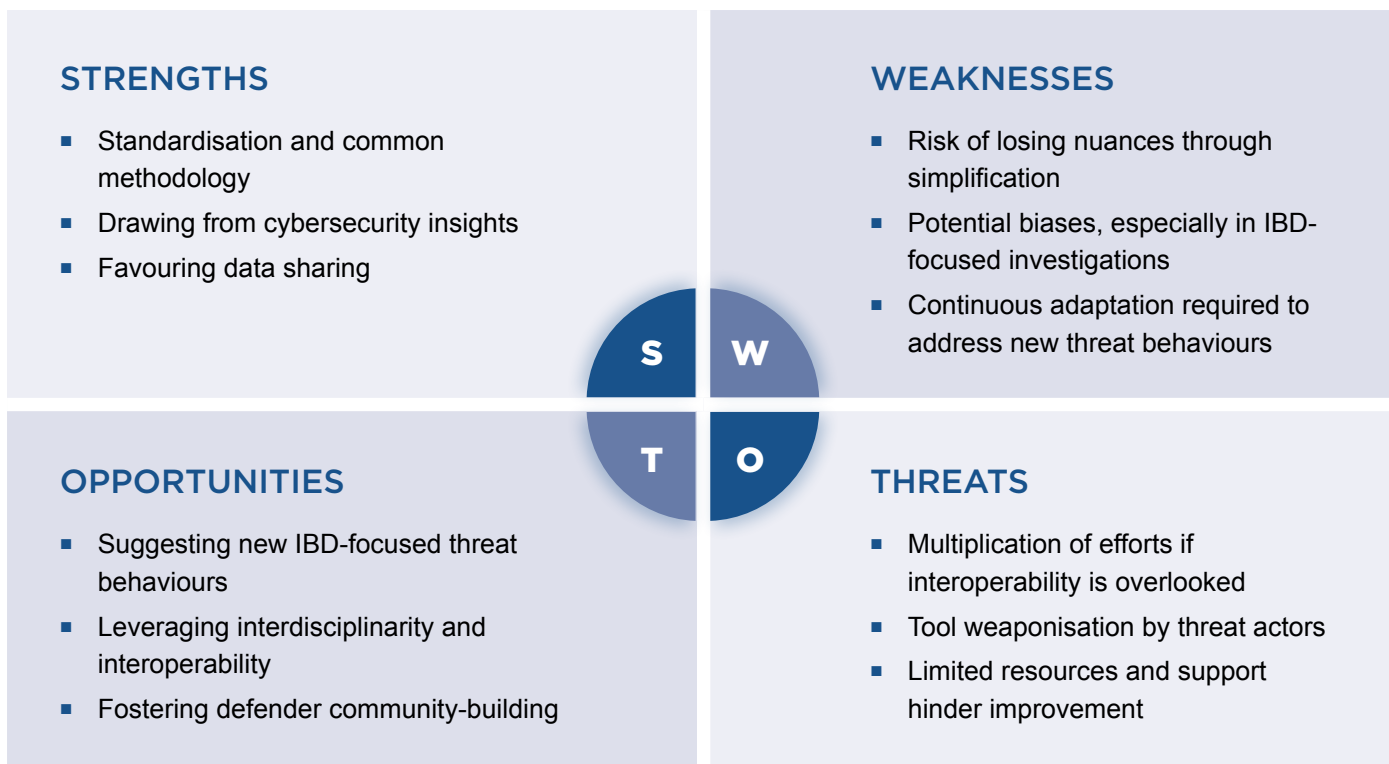 STRENGTHS
■ Standardisation and common
methodology
■ Drawing from cybersecurity insights
■ Favouring data sharing
WEAKNESSES
■ Risk of losing nuances through
simplification
■ Potential biases, especially in IBD-
focused investigations
■ Continuous adaptation required to
address new threat behaviours
S W
T O
OPPORTUNITIES
■ Suggesting new IBD-focused threat
behaviours
■ Leveraging interdisciplinarity and
interoperability
■ Fostering defender community-building
THREATS
■ Multiplication of efforts if
interoperability is overlooked
■ Tool weaponisation by threat actors
■ Limited resources and support
hinder improvement